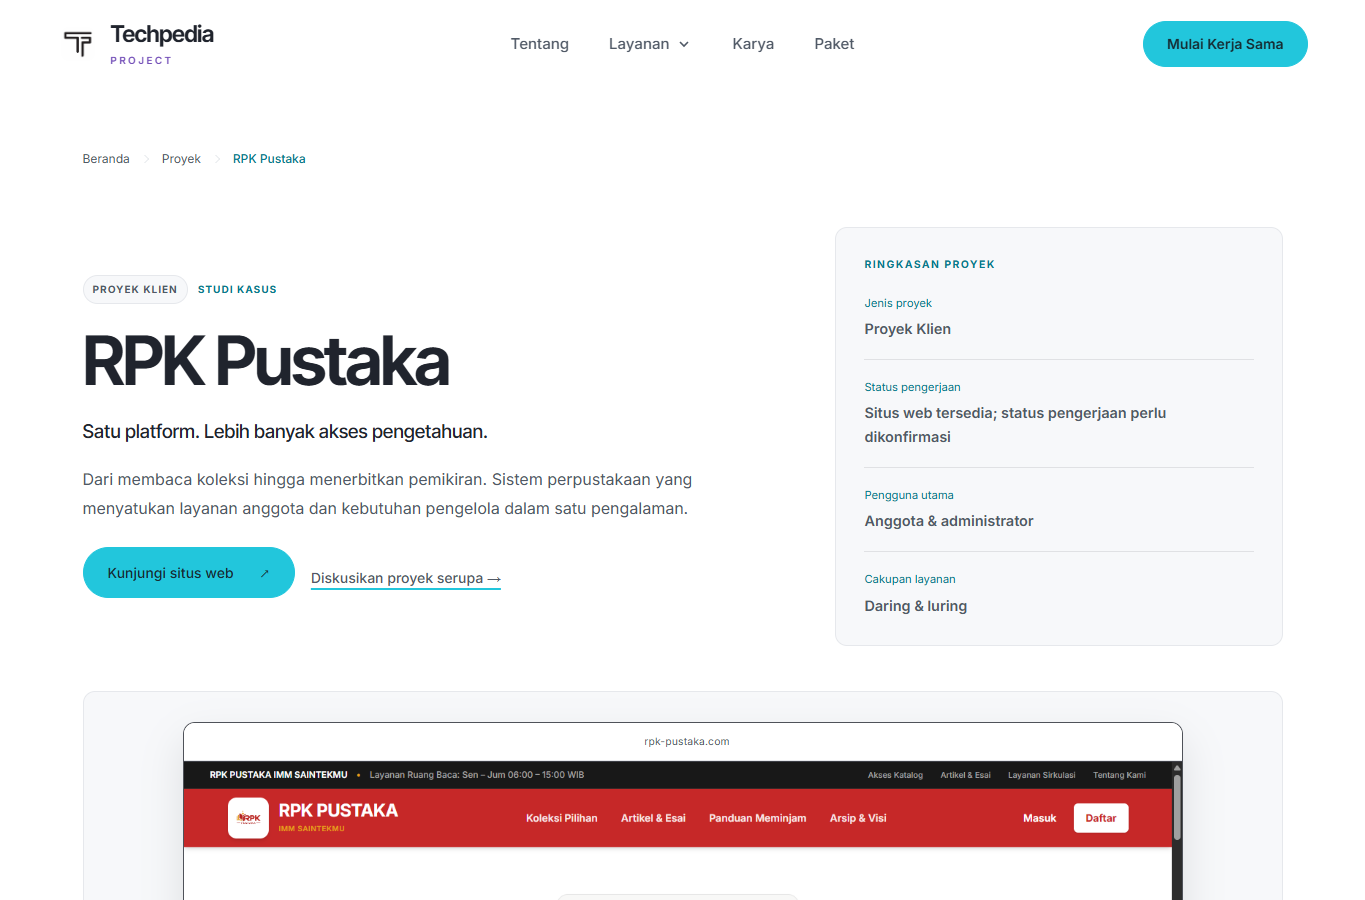 Techpedia
PROJECT
Tentang
Layanan
Karya
Paket
Mulai Kerja Sama
Beranda
Proyek
RPK Pustaka
PROYEK KLIEN
STUDI KASUS
RPK Pustaka
Satu platform. Lebih banyak akses pengetahuan.
Dari membaca koleksi hingga menerbitkan pemikiran. Sistem perpustakaan yang
menyatukan layanan anggota dan kebutuhan pengelola dalam satu pengalaman.
Kunjungi situs web ↗
Diskusikan proyek serupa →
RINGKASAN PROYEK
Jenis proyek
Proyek Klien
Status pengerjaan
Situs web tersedia; status pengerjaan perlu
dikonfirmasi
Pengguna utama
Anggota & administrator
Cakupan layanan
Daring & luring
rpk-pustaka.com
RPK PUSTAKA IMM SAINTEKMU • Layanan Ruang Baca: Sen – Jum 06:00 – 15:00 WIB
Akses Katalog
Artikel & Esai
Layanan Sirkulasi
Tentang Kami
RPK
RPK PUSTAKA
IMM SAINTEKMU
Koleksi Pilihan
Artikel & Esai
Panduan Meminjam
Arsip & Visi
Masuk
Daftar